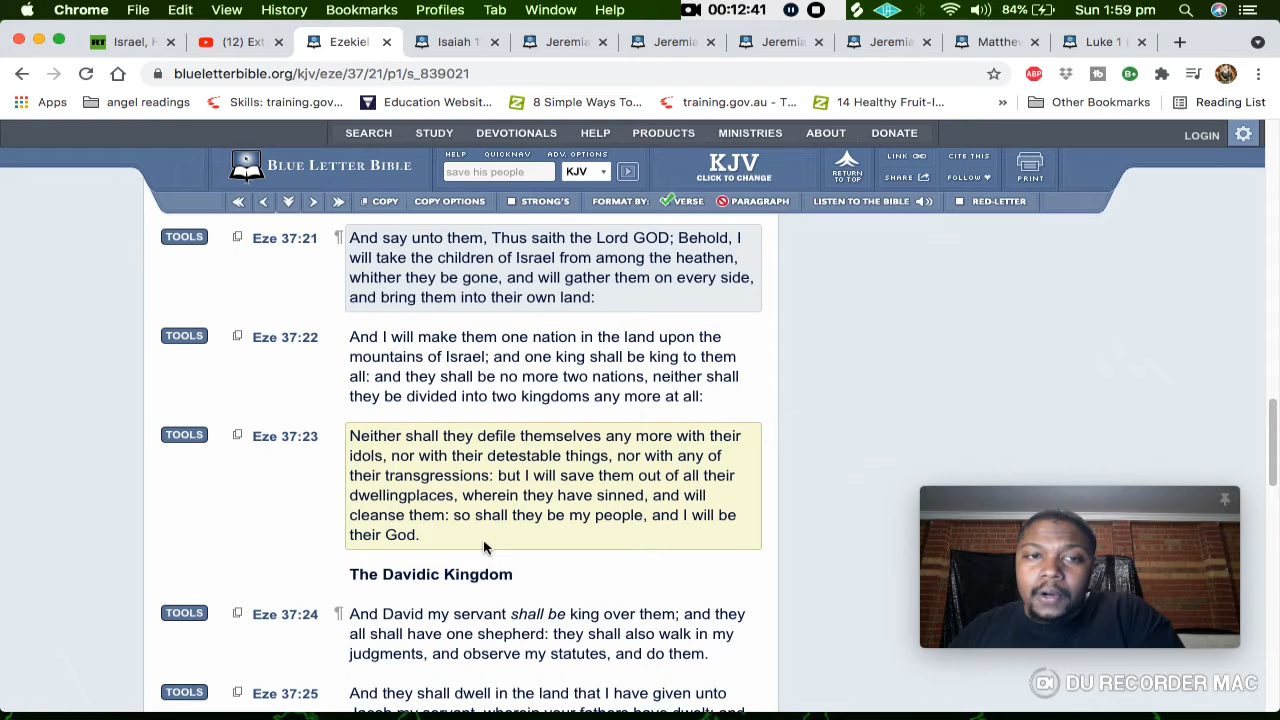 Chrome File Edit View History Bookmarks Profiles Tab Window Help 00:12:41 84% Sun 1:59 pm
RT Israel, H (12) Ext Ezekiel Isaiah 1 Jeremia Jeremia Jeremia Jeremia Matthew Luke 1 (
blueletterbible.org/kjv/eze/37/21/p1/s_839021 ABP
Apps angel readings Skills: training.gov... Education Websit... 8 Simple Ways To... training.gov.au - T... 14 Healthy Fruit-I... » Other Bookmarks Reading List
SEARCH STUDY DEVOTIONALS HELP PRODUCTS MINISTRIES ABOUT DONATE LOGIN
BLUE LETTER BIBLE
HELP QUICKNAV ADV. OPTIONS
save his people KJV
KJV
CLICK TO CHANGE
RETURN
TO TOP
LINK CITE THIS
SHARE FOLLOW
PRINT
COPY COPY OPTIONS STRONG'S FORMAT BY: VERSE PARAGRAPH LISTEN TO THE BIBLE RED-LETTER
TOOLS Eze 37:21 ¶ And say unto them, Thus saith the Lord GOD; Behold, I
will take the children of Israel from among the heathen,
whither they be gone, and will gather them on every side,
and bring them into their own land:
TOOLS Eze 37:22 And I will make them one nation in the land upon the
mountains of Israel; and one king shall be king to them
all: and they shall be no more two nations, neither shall
they be divided into two kingdoms any more at all:
TOOLS Eze 37:23 Neither shall they defile themselves any more with their
idols, nor with their detestable things, nor with any of
their transgressions: but I will save them out of all their
dwellingplaces, wherein they have sinned, and will
cleanse them: so shall they be my people, and I will be
their God.
The Davidic Kingdom
TOOLS Eze 37:24 ¶ And David my servant shall be king over them; and they
all shall have one shepherd: they shall also walk in my
judgments, and observe my statutes, and do them.
TOOLS Eze 37:25 And they shall dwell in the land that I have given unto
Jacob my servant, wherein your fathers have dwelt; and
DU RECORDER MAC